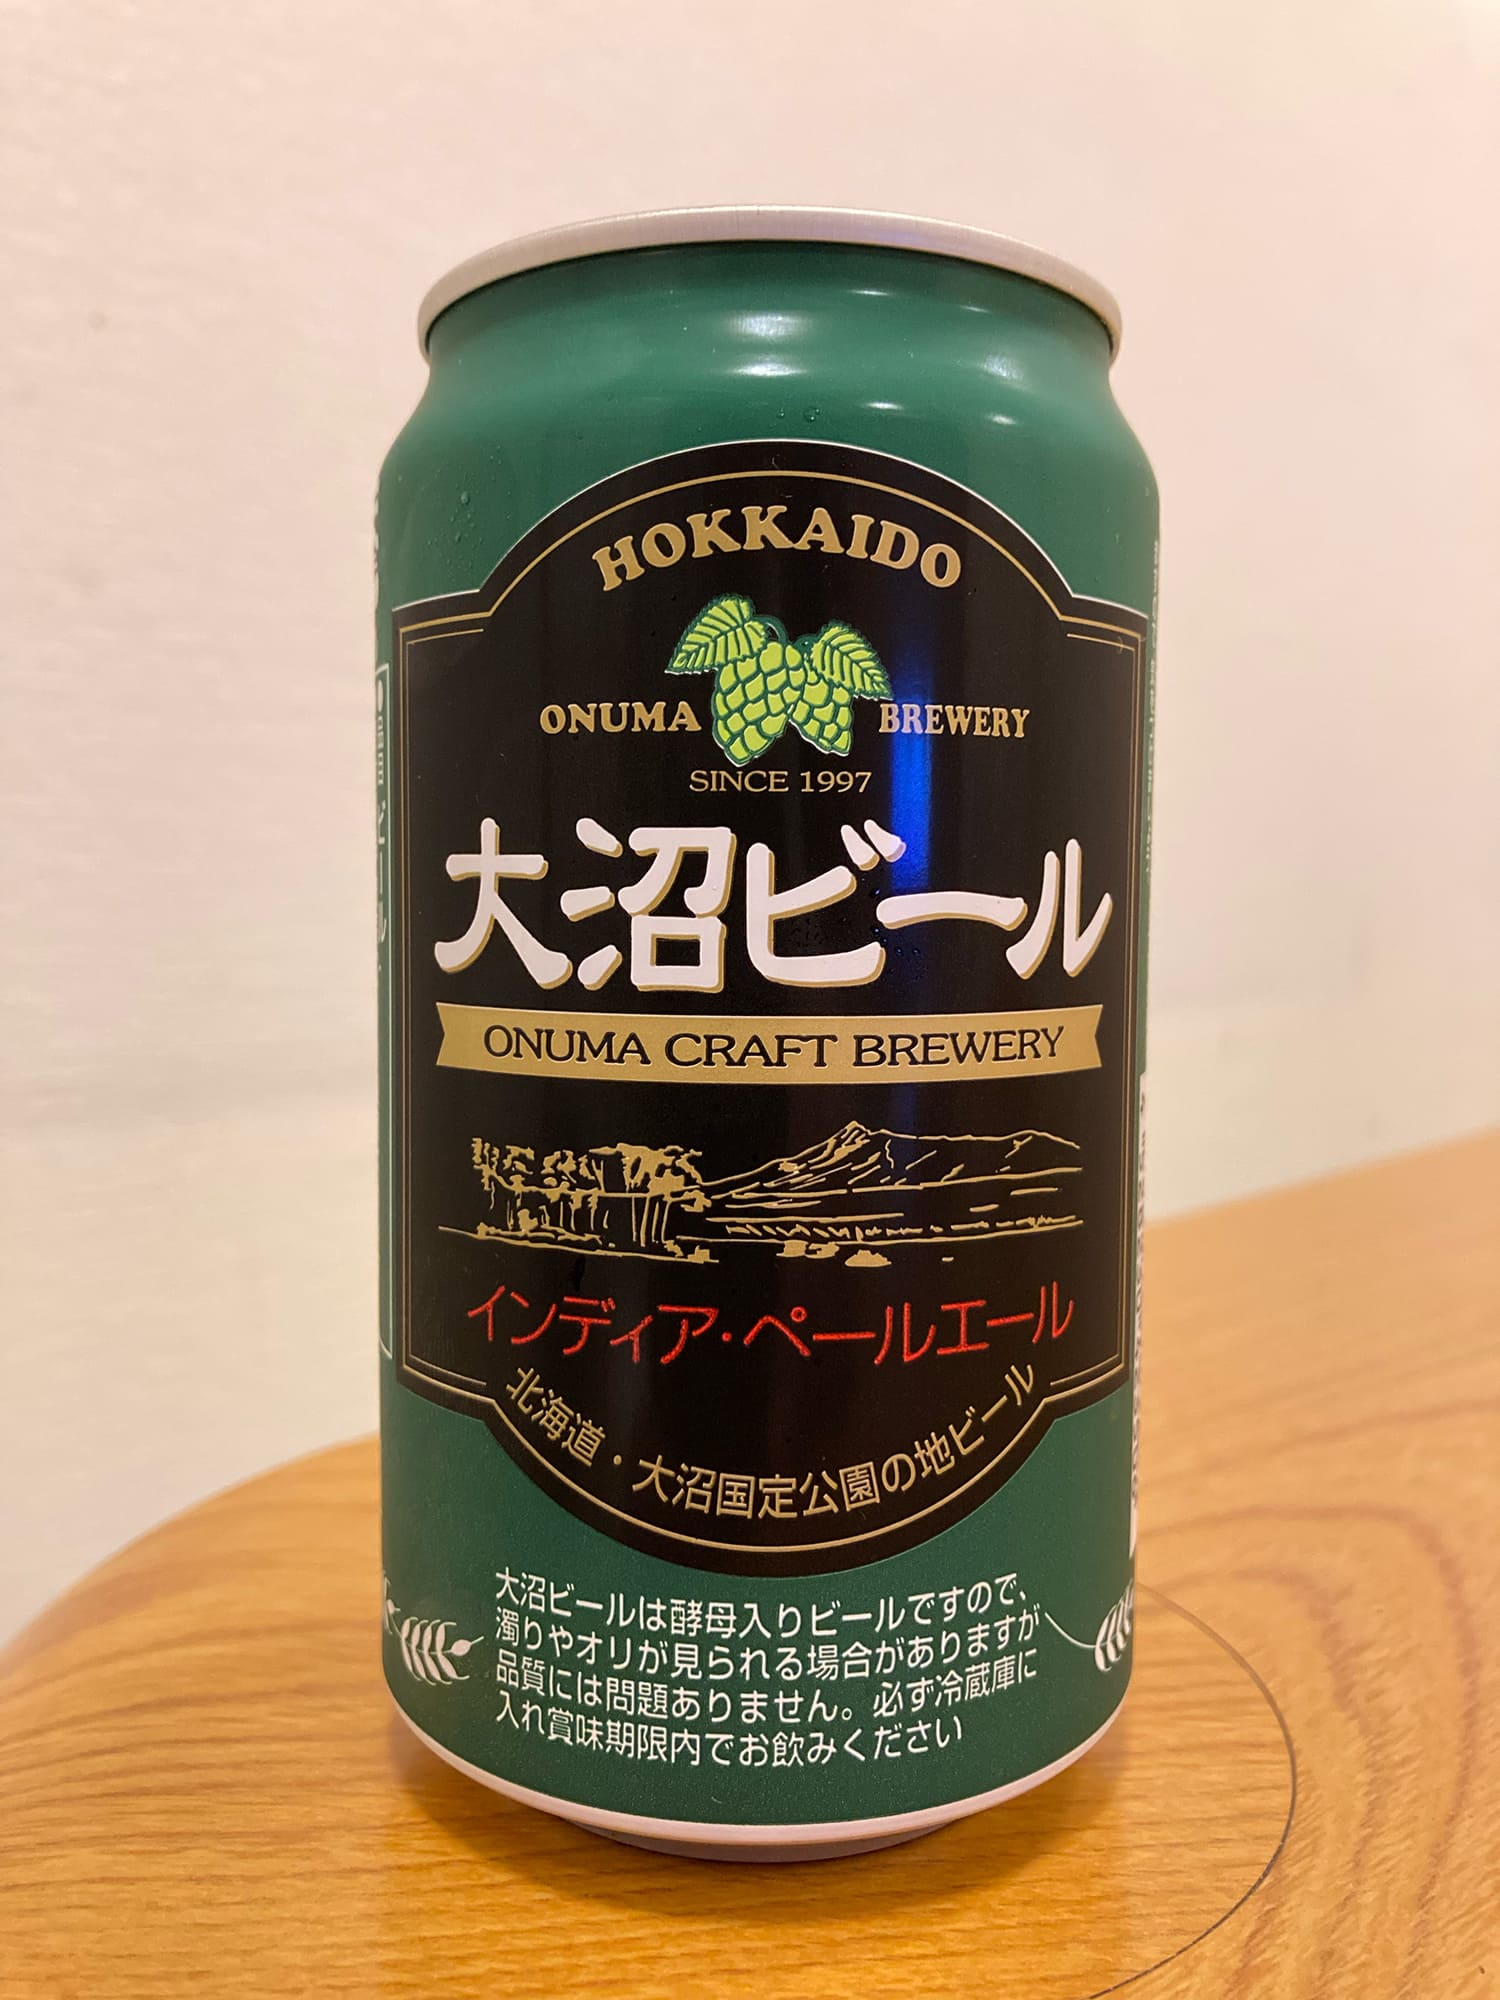 HOKKAIDO
ONUMA BREWERY
SINCE 1997
大沼ビール
ONUMA CRAFT BREWERY
インディア・ペールエール
北海道・大沼国定公園の地ビール
大沼ビールは酵母入りビールですので、
濁りやオリが見られる場合がありますが
品質には問題ありません。必ず冷蔵庫に
入れ賞味期限内でお飲みください